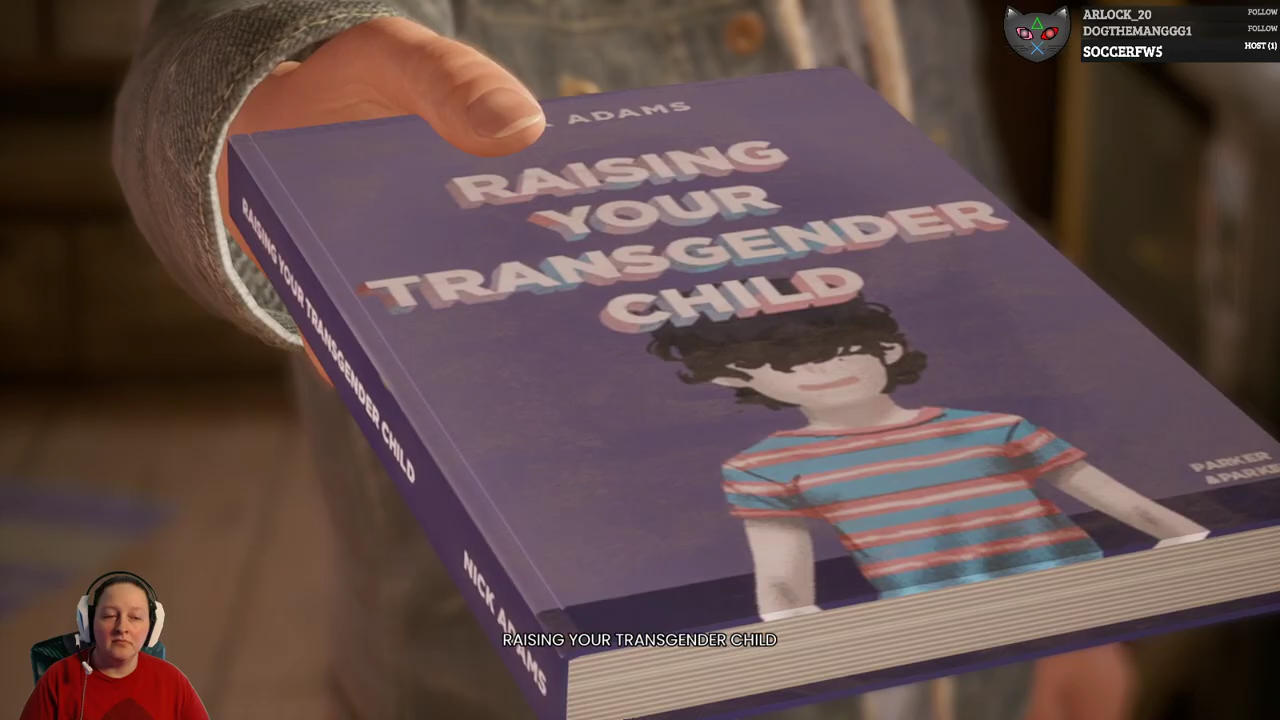 ARLOCK_20
FOLLOW
DOGTHEMANGGG1
FOLLOW
SOCCERFW5
HOST (1)
ADAMS
RAISING
YOUR
TRANSGENDER
CHILD
PARKER
RAISING YOUR TRANSGENDER CHILD
NICK ADAMS
RAISING YOUR TRANSGENDER CHILD